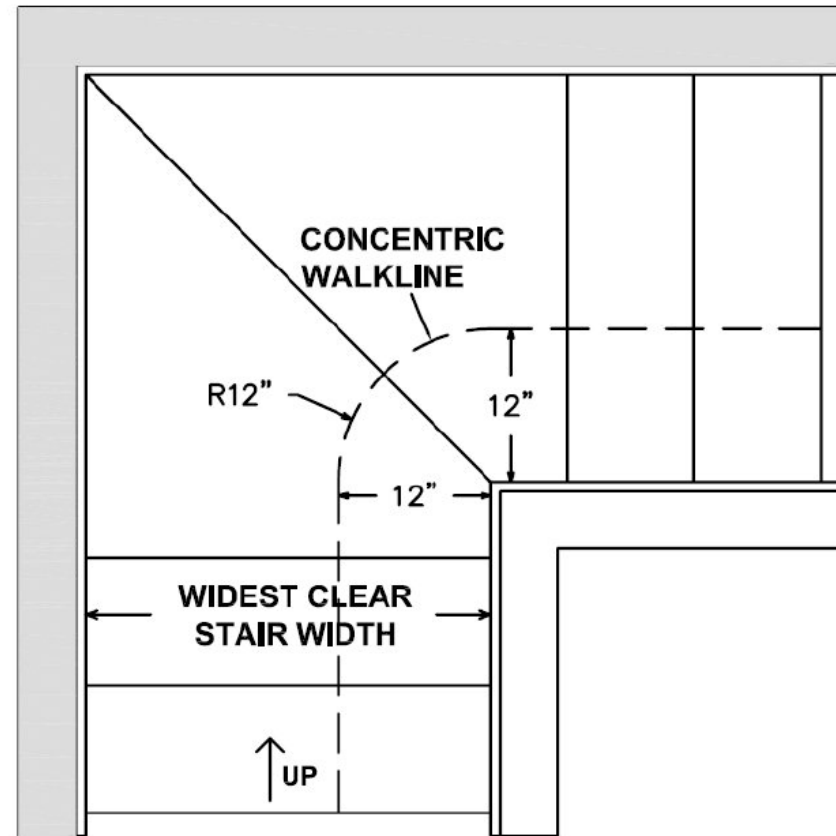 CONCENTRIC
WALKLINE
R12”
12”
12”
WIDEST CLEAR
STAIR WIDTH
UP